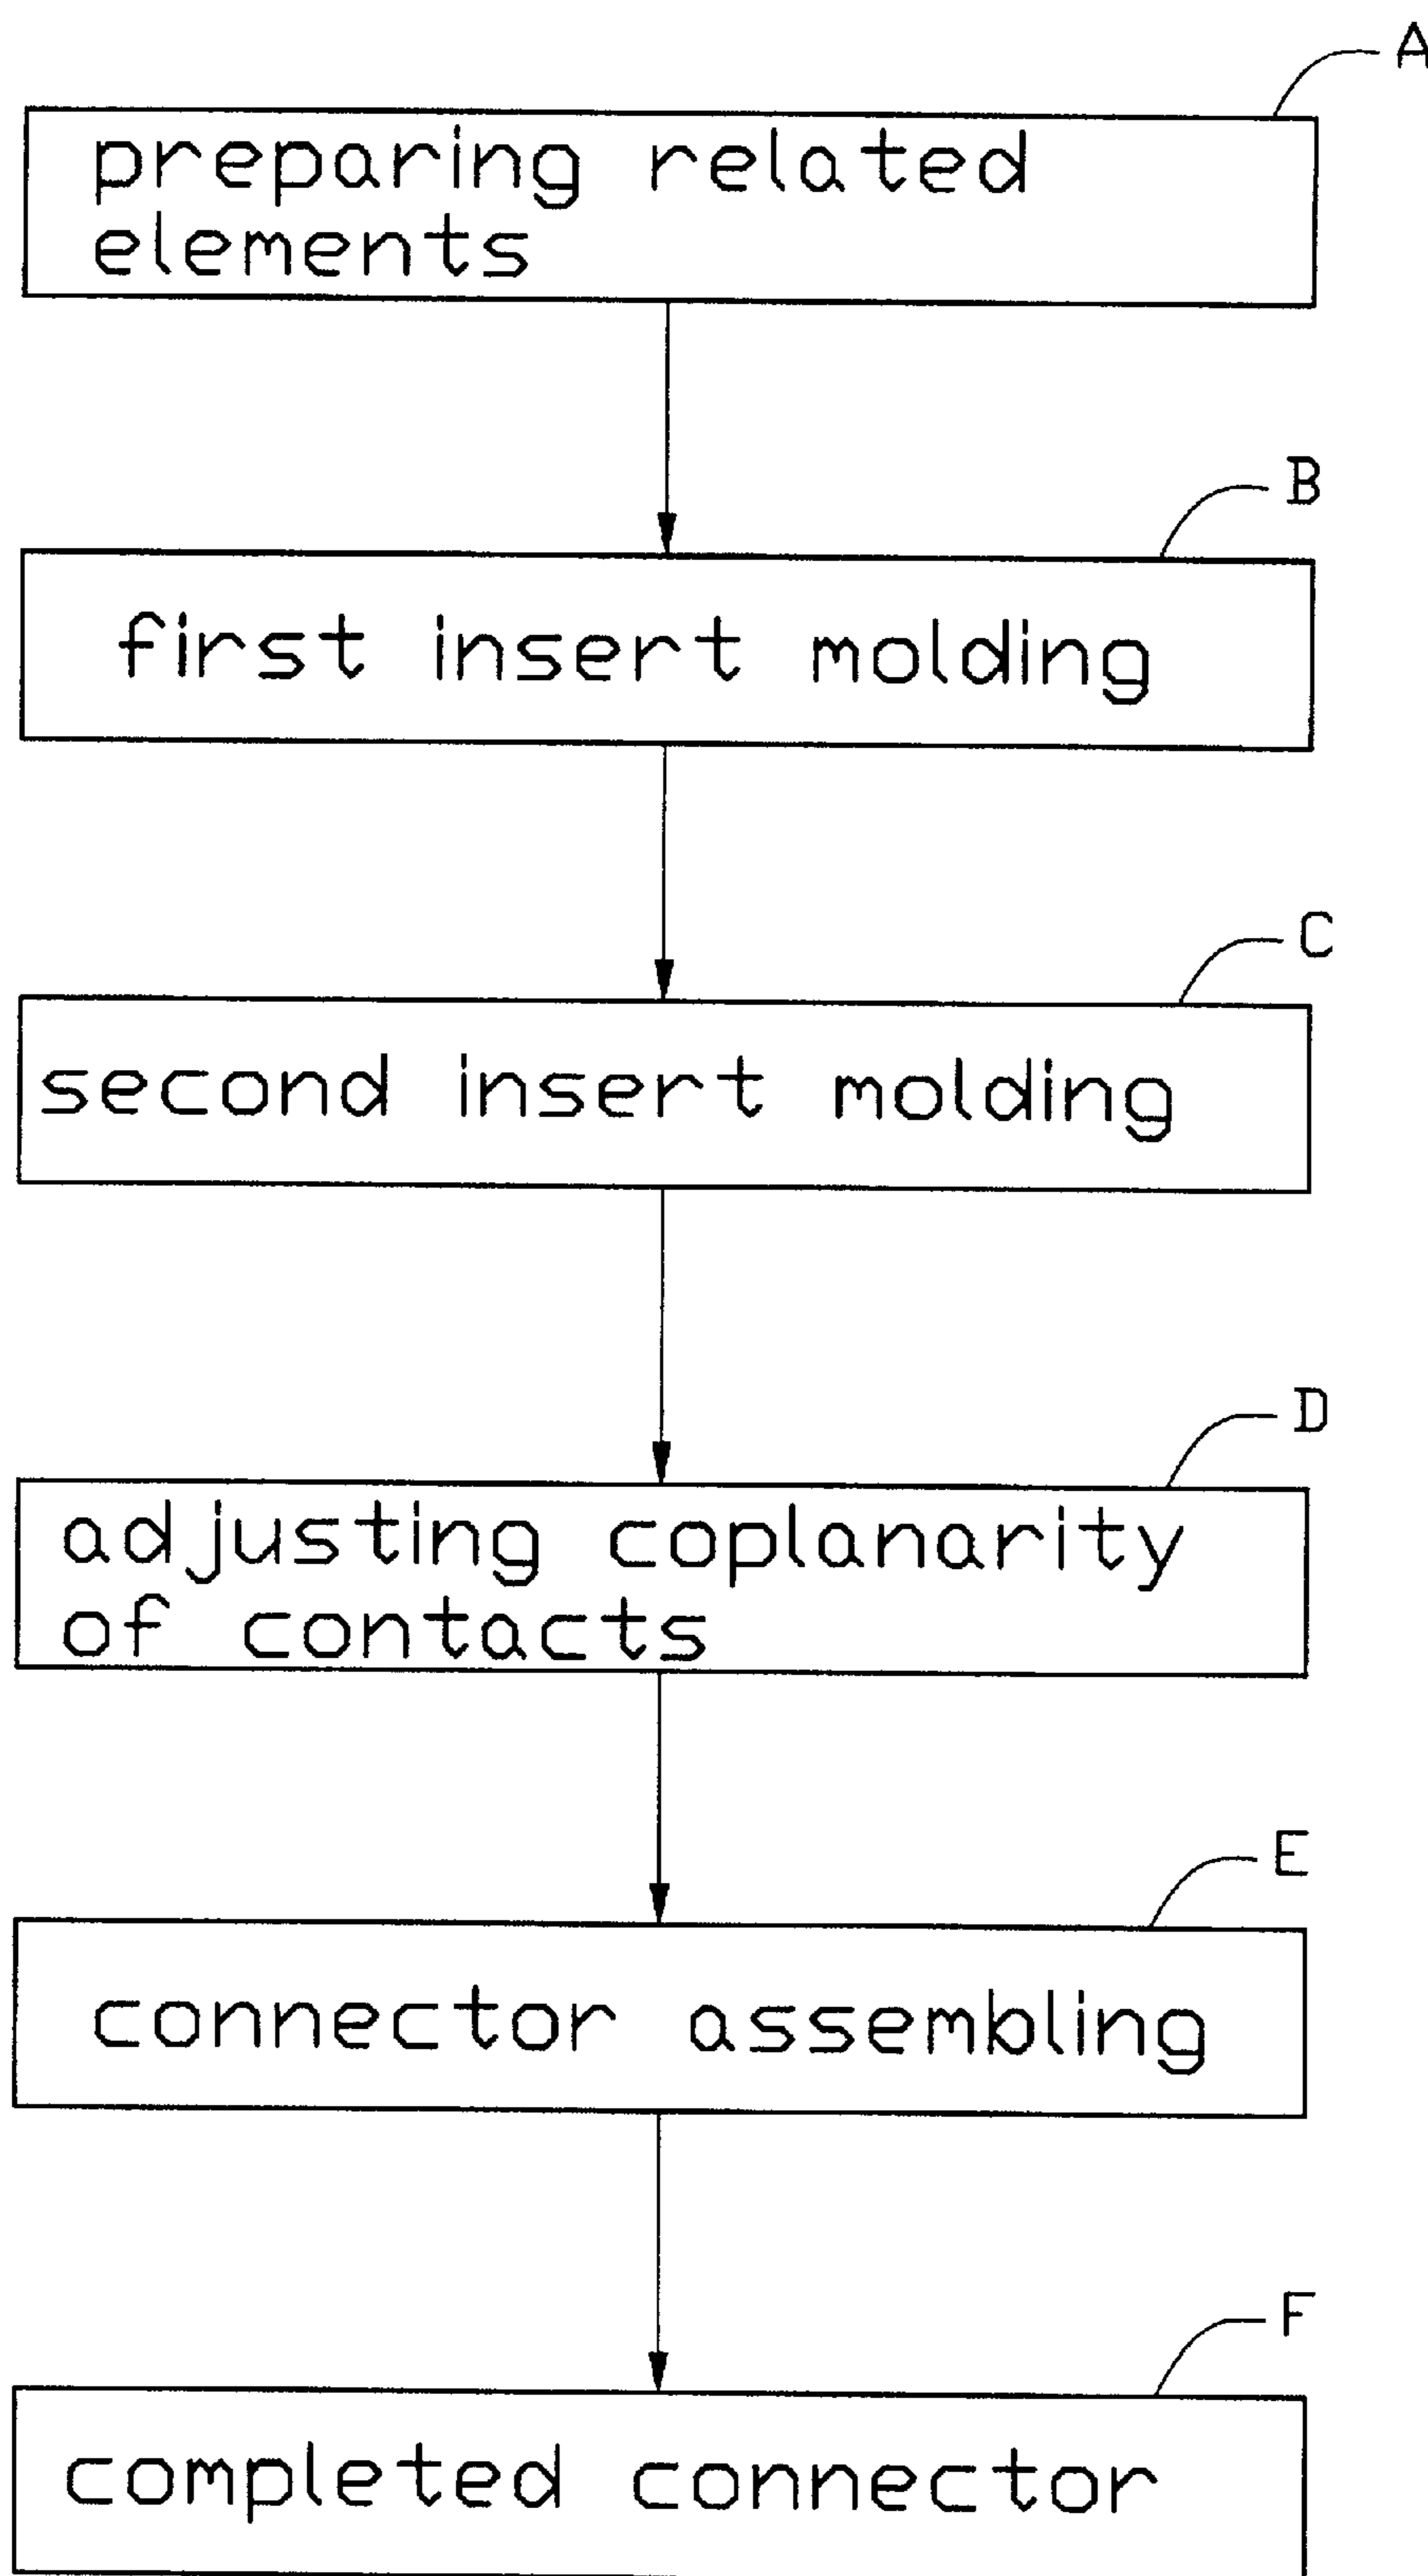 A
preparing related
elements
B
first insert molding
C
second insert molding
D
adjusting coplanarity
of contacts
E
connector assembling
F
completed connector